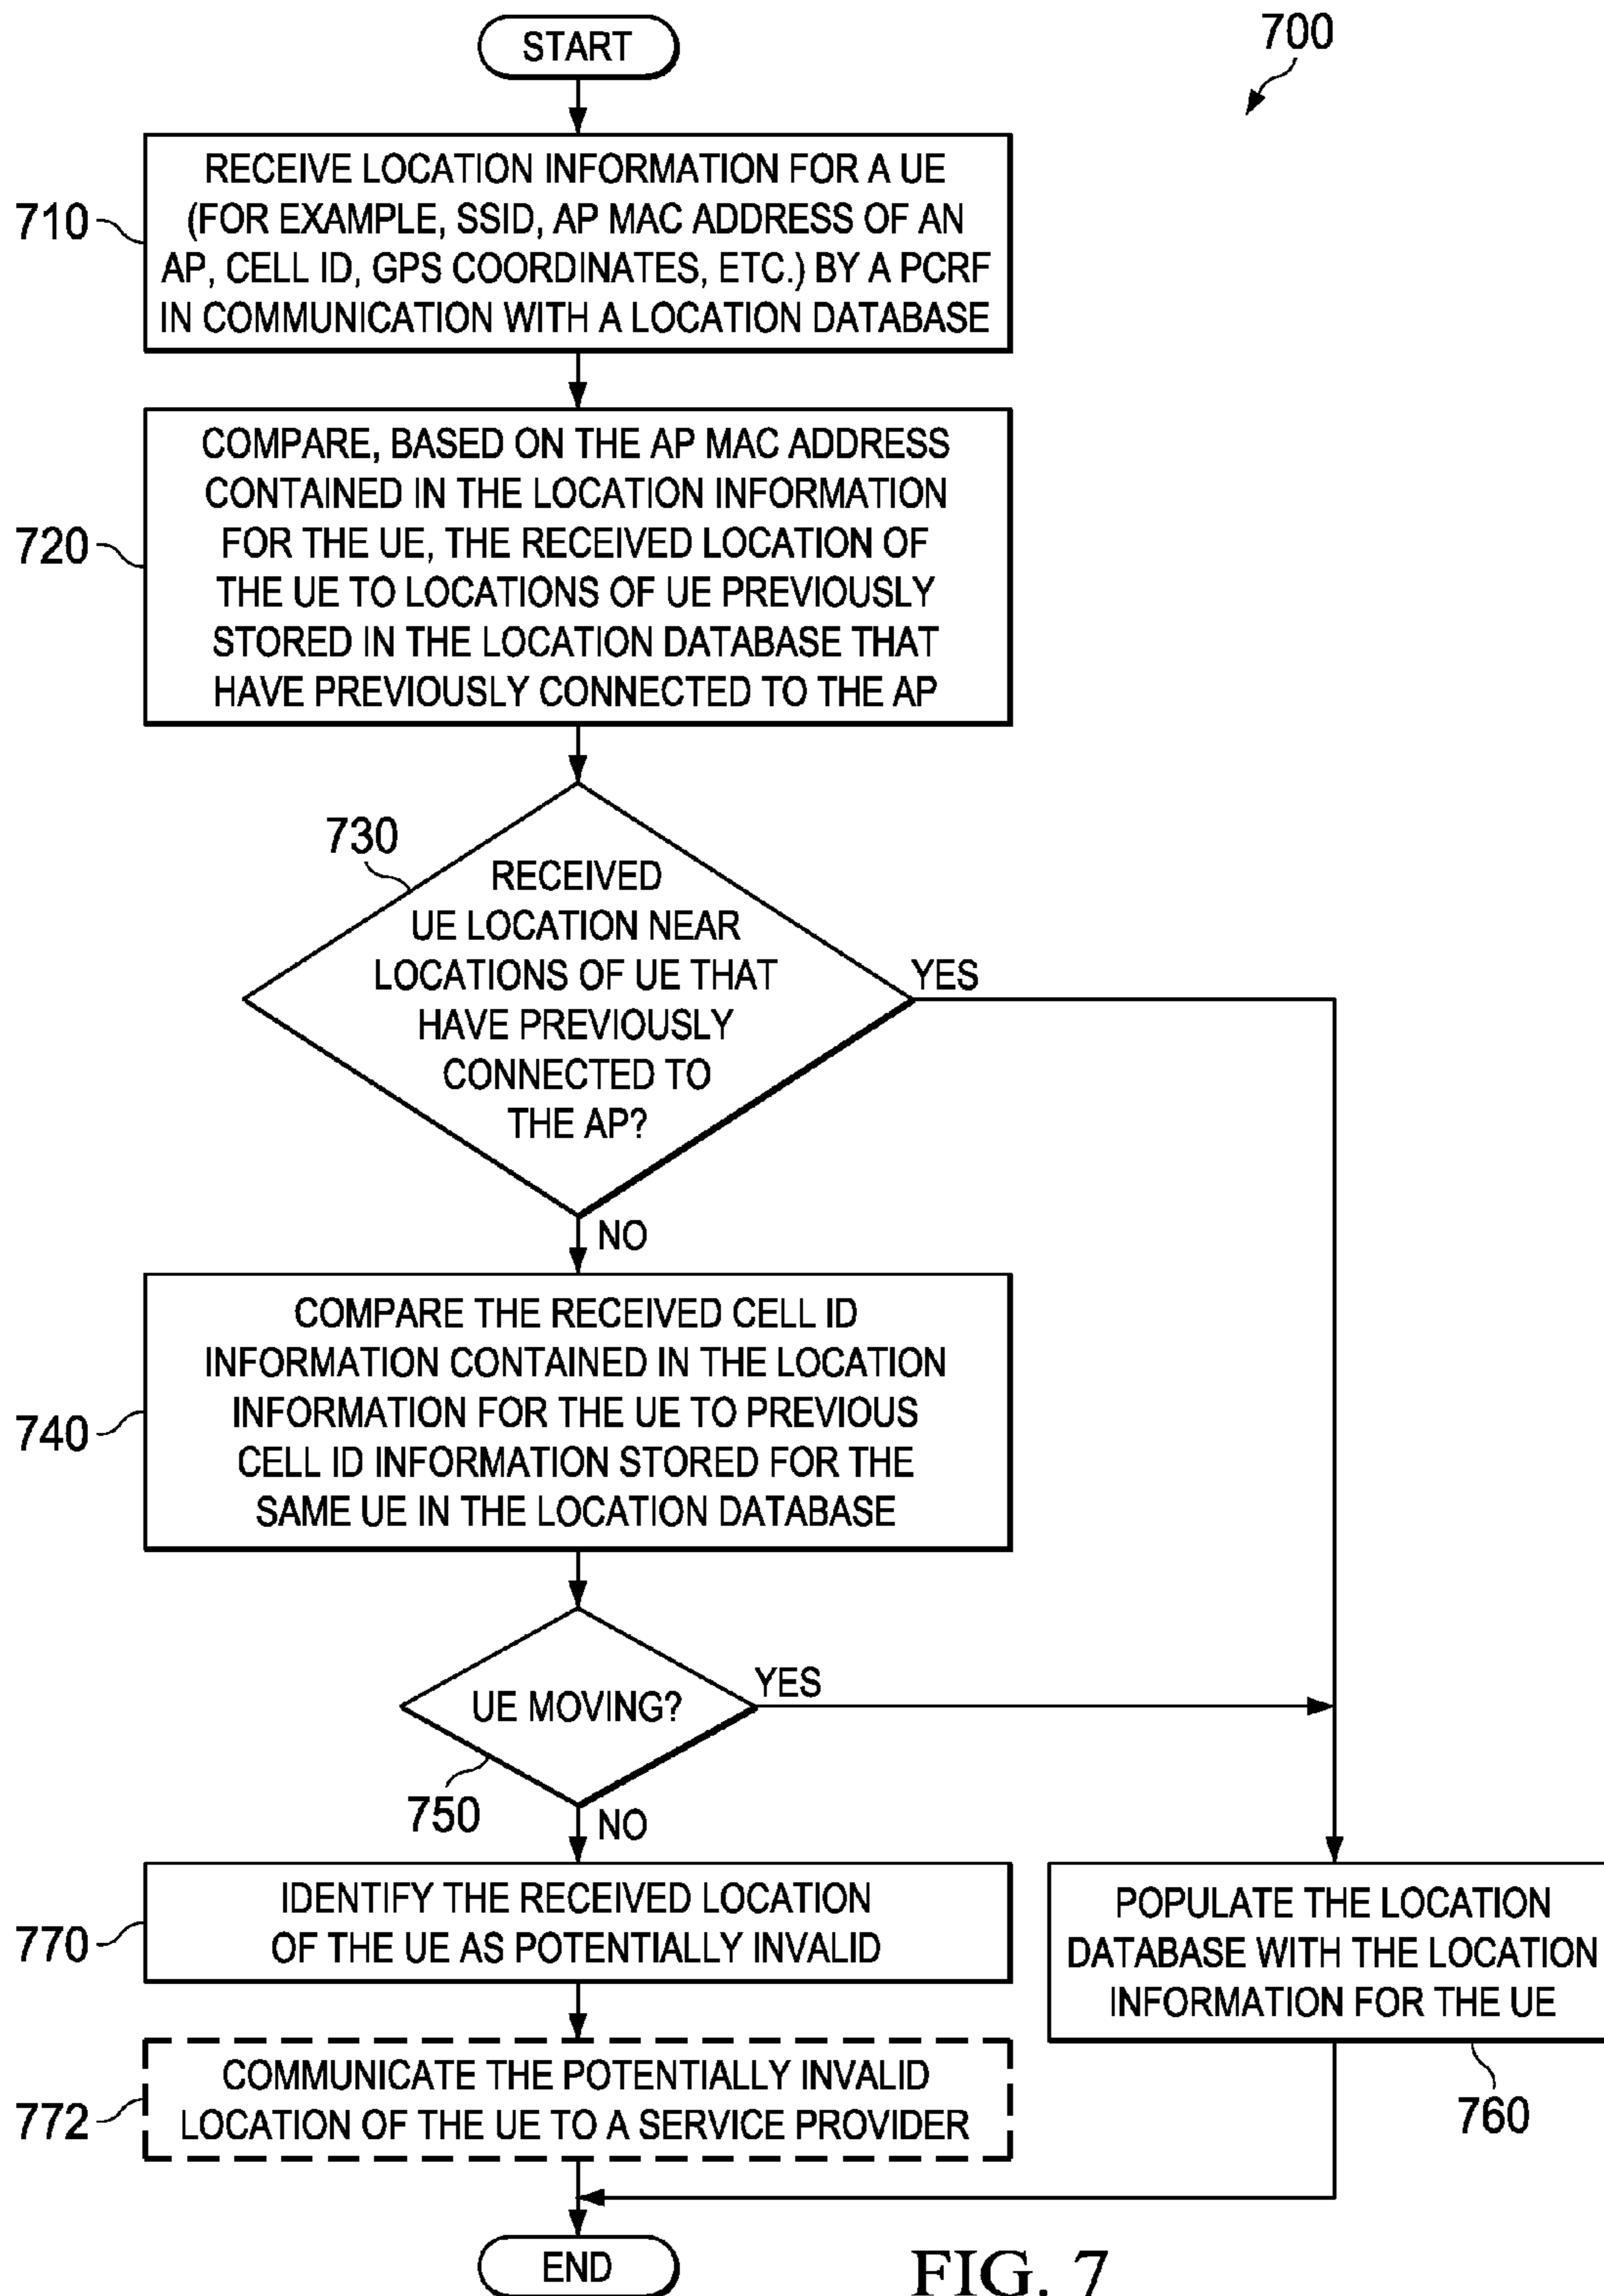 START
700
710
RECEIVE LOCATION INFORMATION FOR A UE
(FOR EXAMPLE, SSID, AP MAC ADDRESS OF AN
AP, CELL ID, GPS COORDINATES, ETC.) BY A PCRF
IN COMMUNICATION WITH A LOCATION DATABASE
720
COMPARE, BASED ON THE AP MAC ADDRESS
CONTAINED IN THE LOCATION INFORMATION
FOR THE UE, THE RECEIVED LOCATION OF
THE UE TO LOCATIONS OF UE PREVIOUSLY
STORED IN THE LOCATION DATABASE THAT
HAVE PREVIOUSLY CONNECTED TO THE AP
730
RECEIVED
UE LOCATION NEAR
LOCATIONS OF UE THAT
HAVE PREVIOUSLY
CONNECTED TO
THE AP?
YES
NO
740
COMPARE THE RECEIVED CELL ID
INFORMATION CONTAINED IN THE LOCATION
INFORMATION FOR THE UE TO PREVIOUS
CELL ID INFORMATION STORED FOR THE
SAME UE IN THE LOCATION DATABASE
UE MOVING?
YES
750
NO
770
IDENTIFY THE RECEIVED LOCATION
OF THE UE AS POTENTIALLY INVALID
POPULATE THE LOCATION
DATABASE WITH THE LOCATION
INFORMATION FOR THE UE
760
772
COMMUNICATE THE POTENTIALLY INVALID
LOCATION OF THE UE TO A SERVICE PROVIDER
END
FIG. 7